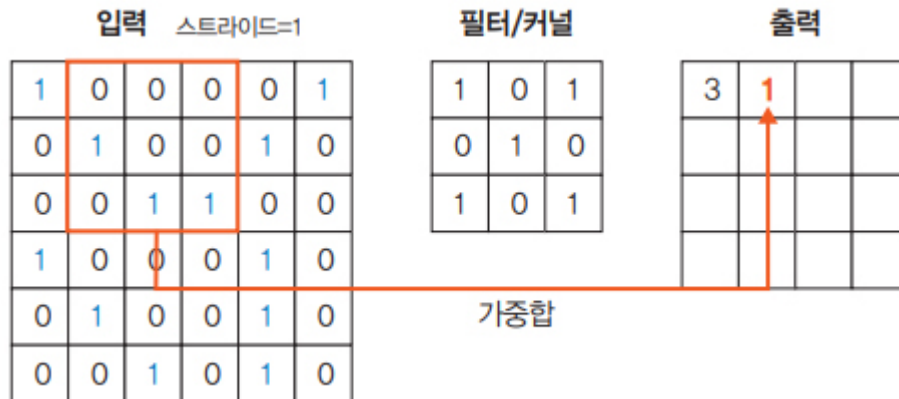 입력 스트라이드=1 필터/커널 출력
1 0 0 0 0 1 1 0 1 3 1
0 1 0 0 1 0 0 1 0
0 0 1 1 0 0 1 0 1
1 0 0 0 1 0
가중합
0 1 0 0 1 0
0 0 1 0 1 0